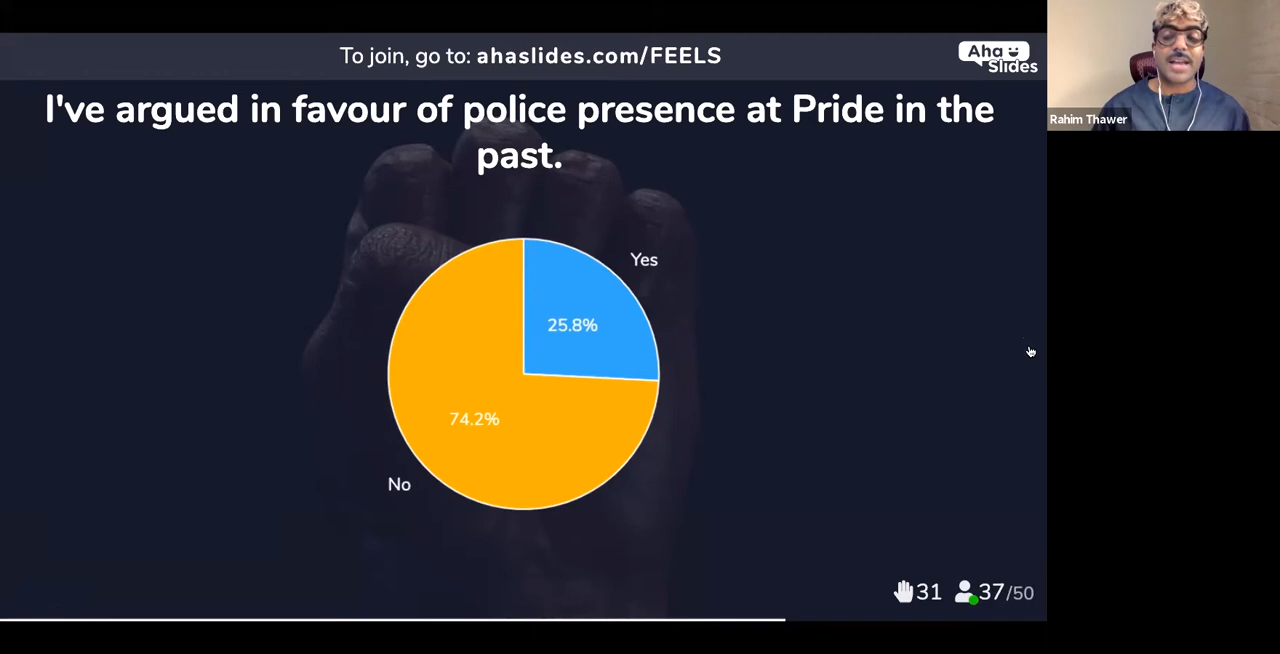 To join, go to: ahaslides.com/FEELS
Aha
Slides
Rahim Thawer
I've argued in favour of police presence at Pride in the
past.
Yes
25.8%
74.2%
No
31 37/50